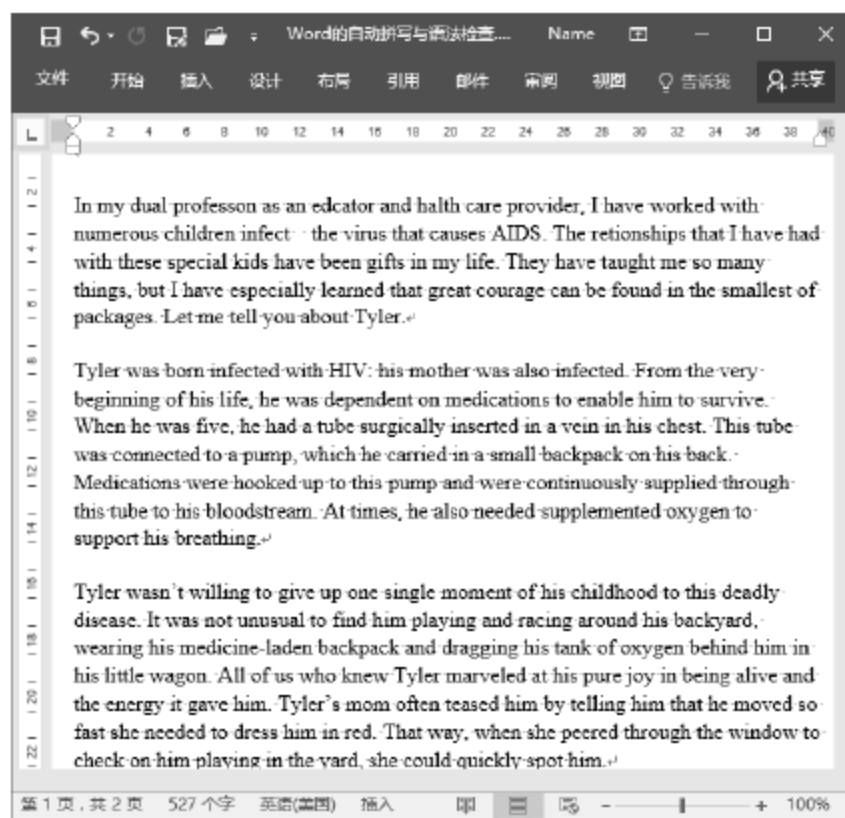 Word的自动拼写与语法检查.... Name
文件 开始 插入 设计 布局 引用 邮件 审阅 视图 告诉我 共享
L 2 4 6 8 10 12 14 16 18 20 22 24 26 28 30 32 34 36 38 40
In my dual professon as an edcator and halth care provider, I have worked with
numerous children infect the virus that causes AIDS. The retionships that I have had
with these special kids have been gifts in my life. They have taught me so many
things, but I have especially learned that great courage can be found in the smallest of
packages. Let me tell you about Tyler.
Tyler was born infected with HIV: his mother was also infected. From the very
beginning of his life, he was dependent on medications to enable him to survive.
When he was five, he had a tube surgically inserted in a vein in his chest. This tube
was connected to a pump, which he carried in a small backpack on his back.
Medications were hooked up to this pump and were continuously supplied through
this tube to his bloodstream. At times, he also needed supplemented oxygen to
support his breathing.
Tyler wasn’t willing to give up one single moment of his childhood to this deadly
disease. It was not unusual to find him playing and racing around his backyard,
wearing his medicine-laden backpack and dragging his tank of oxygen behind him in
his little wagon. All of us who knew Tyler marveled at his pure joy in being alive and
the energy it gave him. Tyler’s mom often teased him by telling him that he moved so
fast she needed to dress him in red. That way, when she peered through the window to
check on him playing in the yard, she could quickly spot him.
2 4 6 8 10 12 14 16 18 20 22
第 1 页，共 2 页 527 个字 英语(美国) 插入 100%